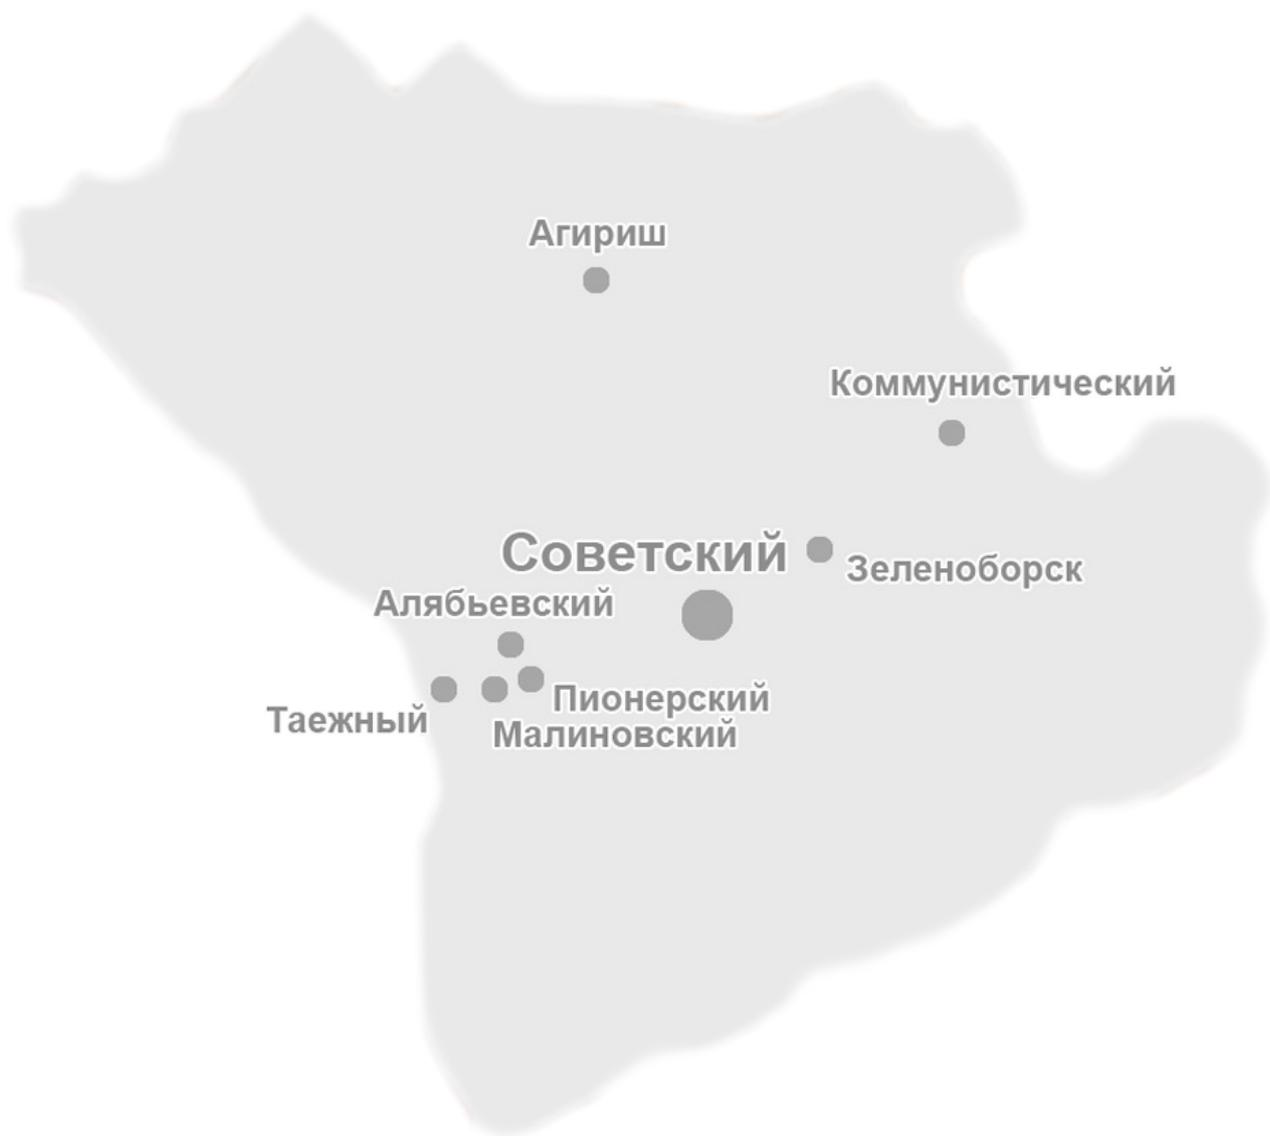 Агириш
Коммунистический
Советский
Зеленоборск
Алябьевский
Пионерский
Таежный
Малиновский